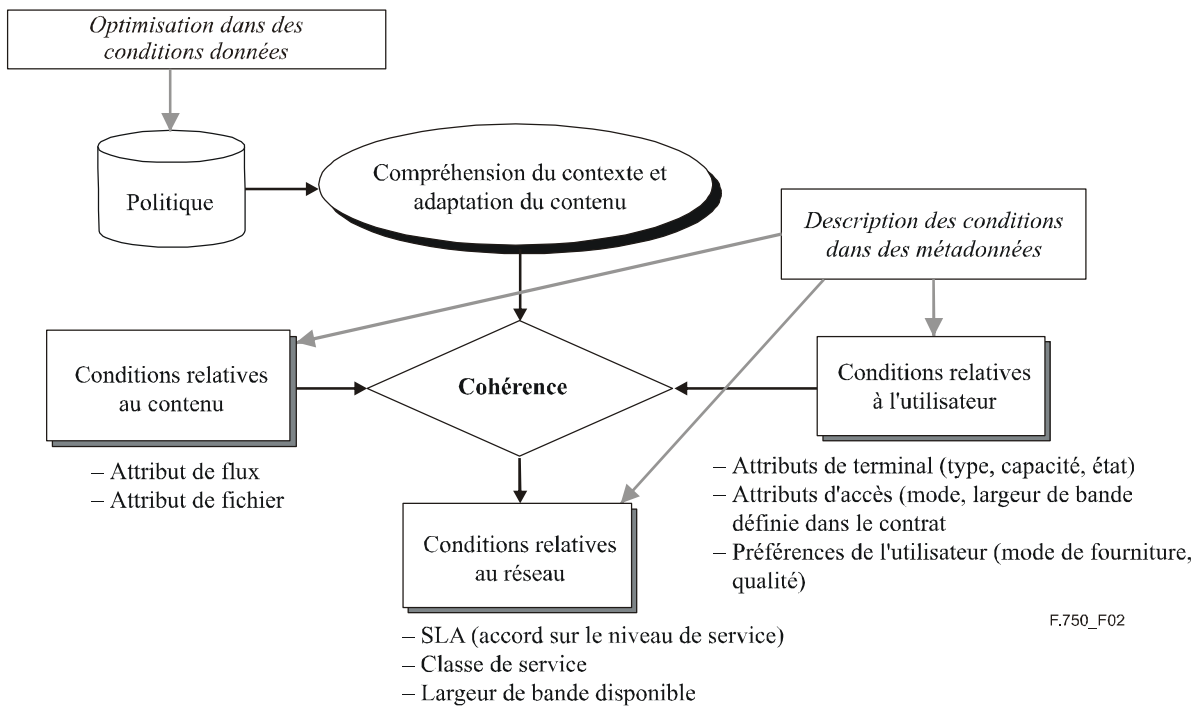 Optimisation dans des
conditions données
Politique
Compréhension du contexte et
adaptation du contenu
Description des conditions
dans des métadonnées
Conditions relatives
au contenu
– Attribut de flux
– Attribut de fichier
Cohérence
Conditions relatives
à l'utilisateur
– Attributs de terminal (type, capacité, état)
– Attributs d'accès (mode, largeur de bande
définie dans le contrat
– Préférences de l'utilisateur (mode de fourniture,
qualité)
Conditions relatives
au réseau
– SLA (accord sur le niveau de service)
– Classe de service
– Largeur de bande disponible
F.750_F02